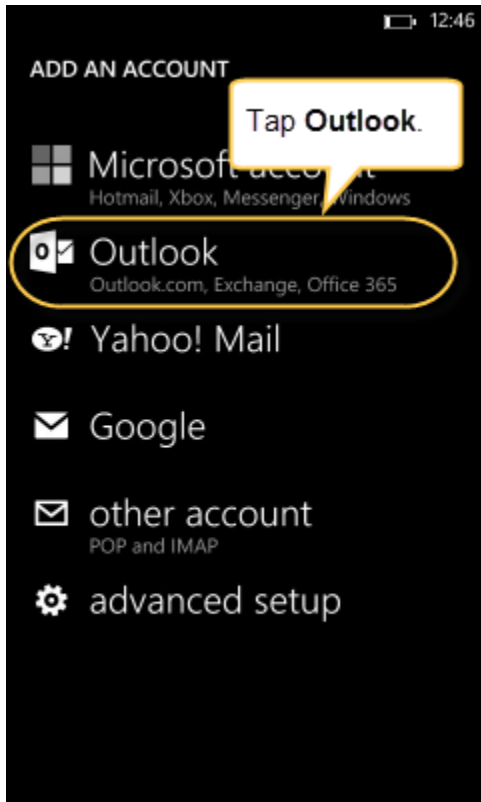 12:46
ADD AN ACCOUNT
Tap Outlook.
Microsoft account
Hotmail, Xbox, Messenger, Windows
Outlook
Outlook.com, Exchange, Office 365
Yahoo! Mail
Google
other account
POP and IMAP
advanced setup